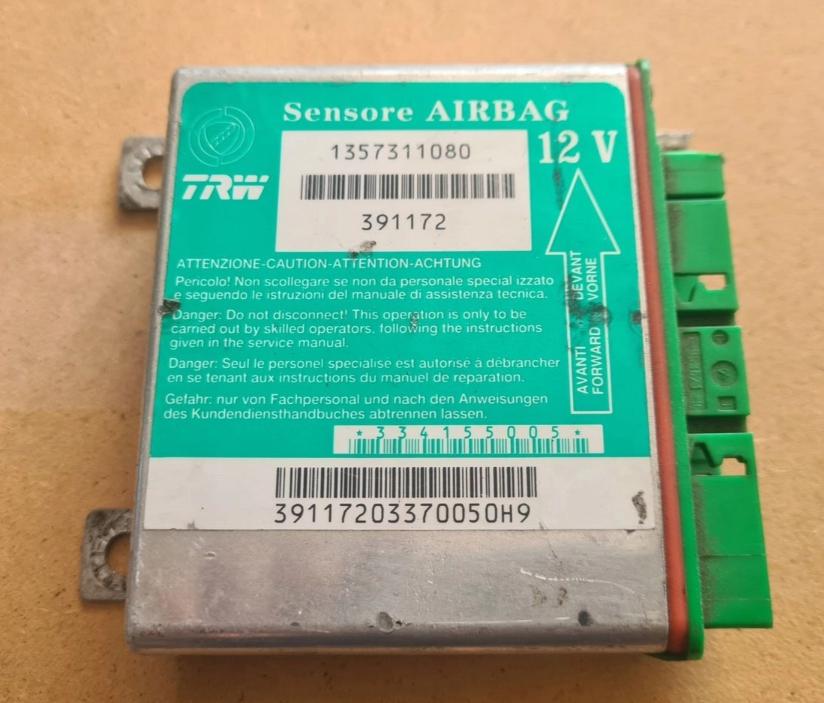 Sensore AIRBAG
1357311080
12 V
TRW
391172
ATTENZIONE-CAUTION-ATTENTION-ACHTUNG
Pericolo! Non scollegare se non da personale specializzato
e seguendo le istruzioni del manuale di assistenza tecnica.
Danger: Do not disconnect! This operation is only to be
carried out by skilled operators, following the instructions
given in the service manual.
Danger: Seul le personel specialisé est autorisé à débrancher
en se tenant aux instructions du manuel de reparation.
Gefahr: nur von Fachpersonal und nach den Anweisungen
des Kundendiensthandbuches abtrennen lassen.
AVANTI DEVANT
FORWARD VORNE
*334155005*
39117203370050H9